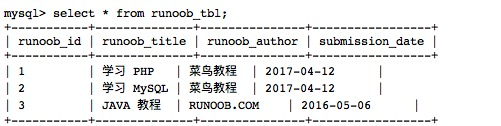 mysql> select * from runoob_tbl;
+-----------+--------------+---------------+-----------------+
| runoob_id | runoob_title | runoob_author | submission_date |
+-----------+--------------+---------------+-----------------+
| 1 | 学习 PHP | 菜鸟教程 | 2017-04-12 |
| 2 | 学习 MySQL | 菜鸟教程 | 2017-04-12 |
| 3 | JAVA 教程 | RUNOOB.COM | 2016-05-06 |
+-----------+--------------+---------------+-----------------+